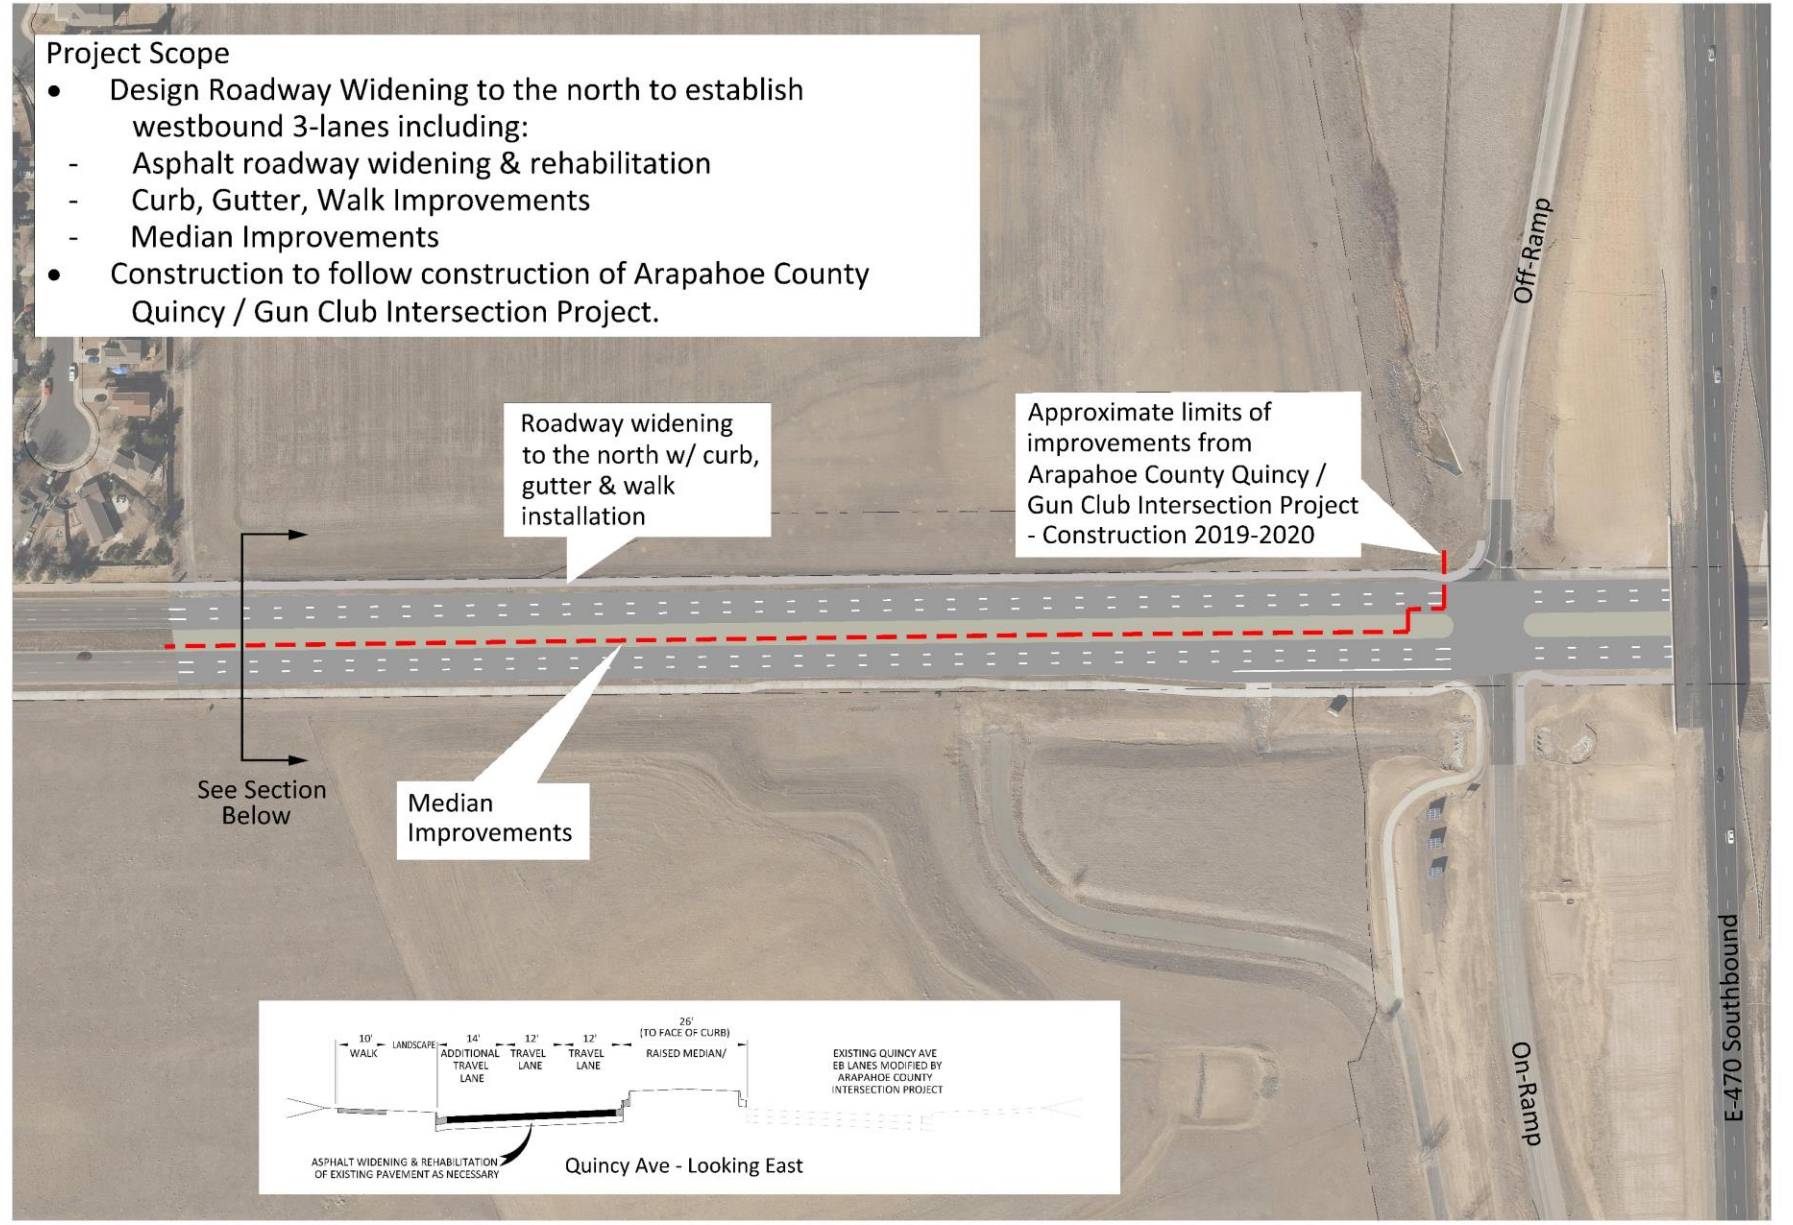 Project Scope
• Design Roadway Widening to the north to establish
westbound 3-lanes including:
- Asphalt roadway widening & rehabilitation
- Curb, Gutter, Walk Improvements
- Median Improvements
• Construction to follow construction of Arapahoe County
Quincy / Gun Club Intersection Project.
Off-Ramp
Roadway widening
to the north w/ curb,
gutter & walk
installation
Approximate limits of
improvements from
Arapahoe County Quincy /
Gun Club Intersection Project
- Construction 2019-2020
See Section
Below
Median
Improvements
E-470 Southbound
On-Ramp
10'
WALK
LANDSCAPE
14'
ADDITIONAL
TRAVEL
LANE
12'
TRAVEL
LANE
12'
TRAVEL
LANE
26'
(TO FACE OF CURB)
RAISED MEDIAN/
EXISTING QUINCY AVE
EB LANES MODIFIED BY
ARAPAHOE COUNTY
INTERSECTION PROJECT
ASPHALT WIDENING & REHABILITATION
OF EXISTING PAVEMENT AS NECESSARY
Quincy Ave - Looking East